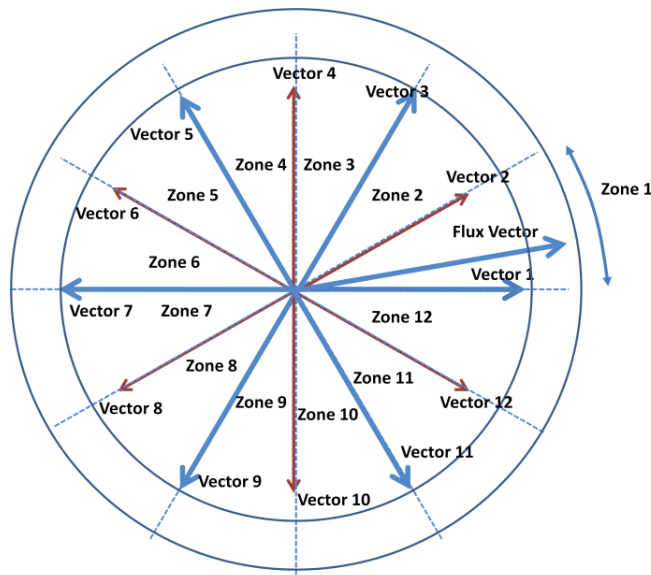 Vector 4
Vector 3
Vector 5
Zone 4
Zone 3
Vector 2
Zone 1
Zone 5
Zone 2
Vector 6
Flux Vector
Zone 6
Vector 1
Vector 7
Zone 7
Zone 12
Zone 8
Zone 11
Vector 8
Zone 9
Vector 12
Zone 10
Vector 11
Vector 9
Vector 10